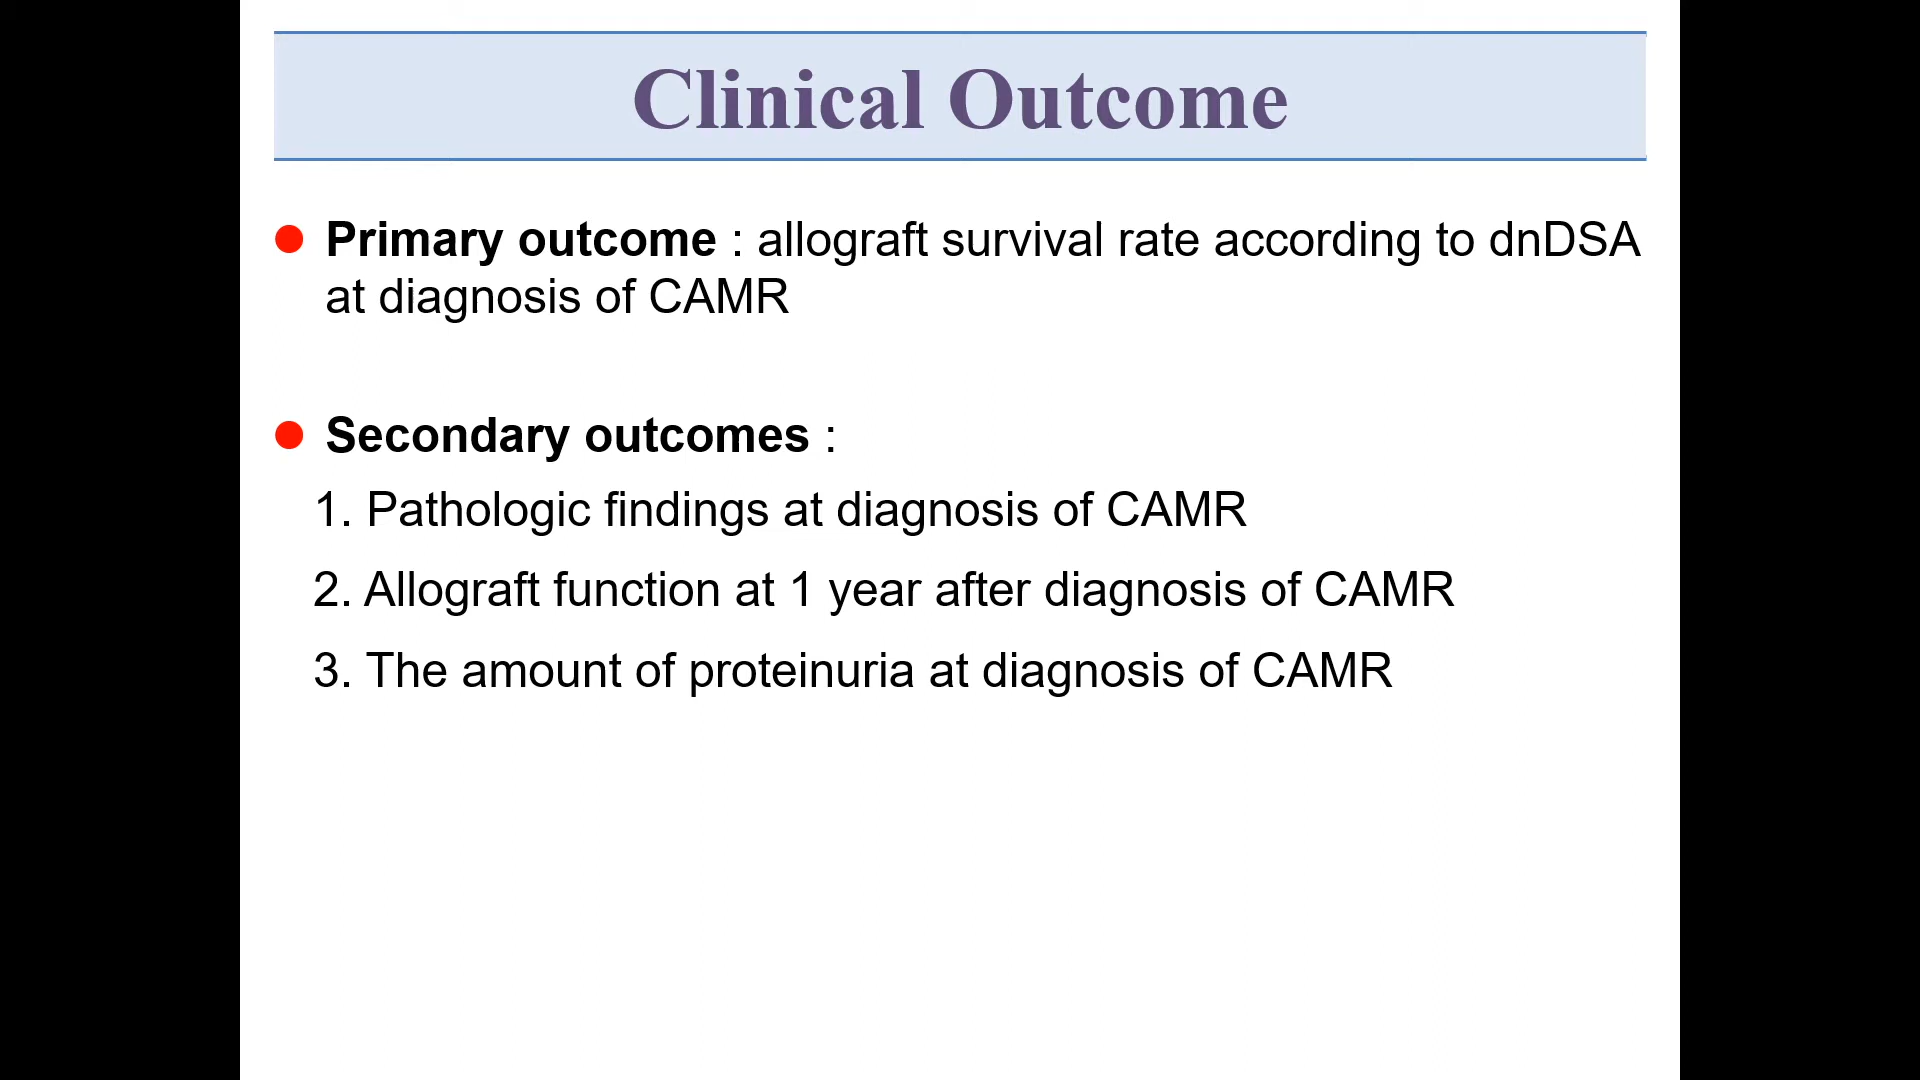 Clinical Outcome
Primary outcome : allograft survival rate according to dnDSA
at diagnosis of CAMR
Secondary outcomes :
1. Pathologic findings at diagnosis of CAMR
2. Allograft function at 1 year after diagnosis of CAMR
3. The amount of proteinuria at diagnosis of CAMR